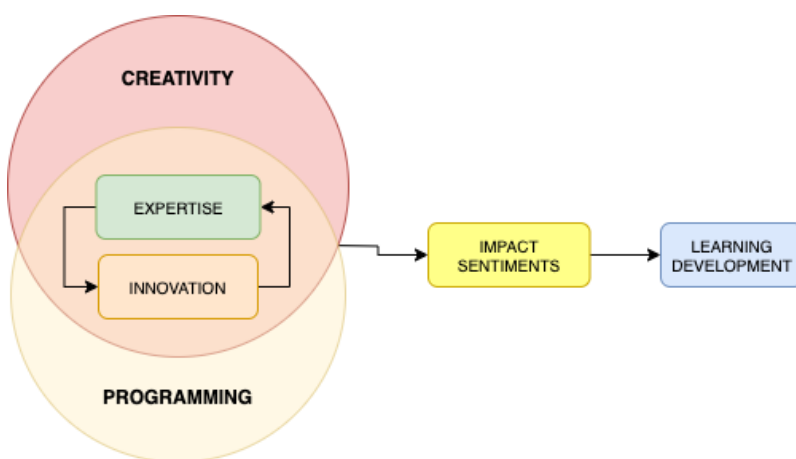 CREATIVITY
EXPERTISE
INNOVATION
PROGRAMMING
IMPACT
SENTIMENTS
LEARNING
DEVELOPMENT